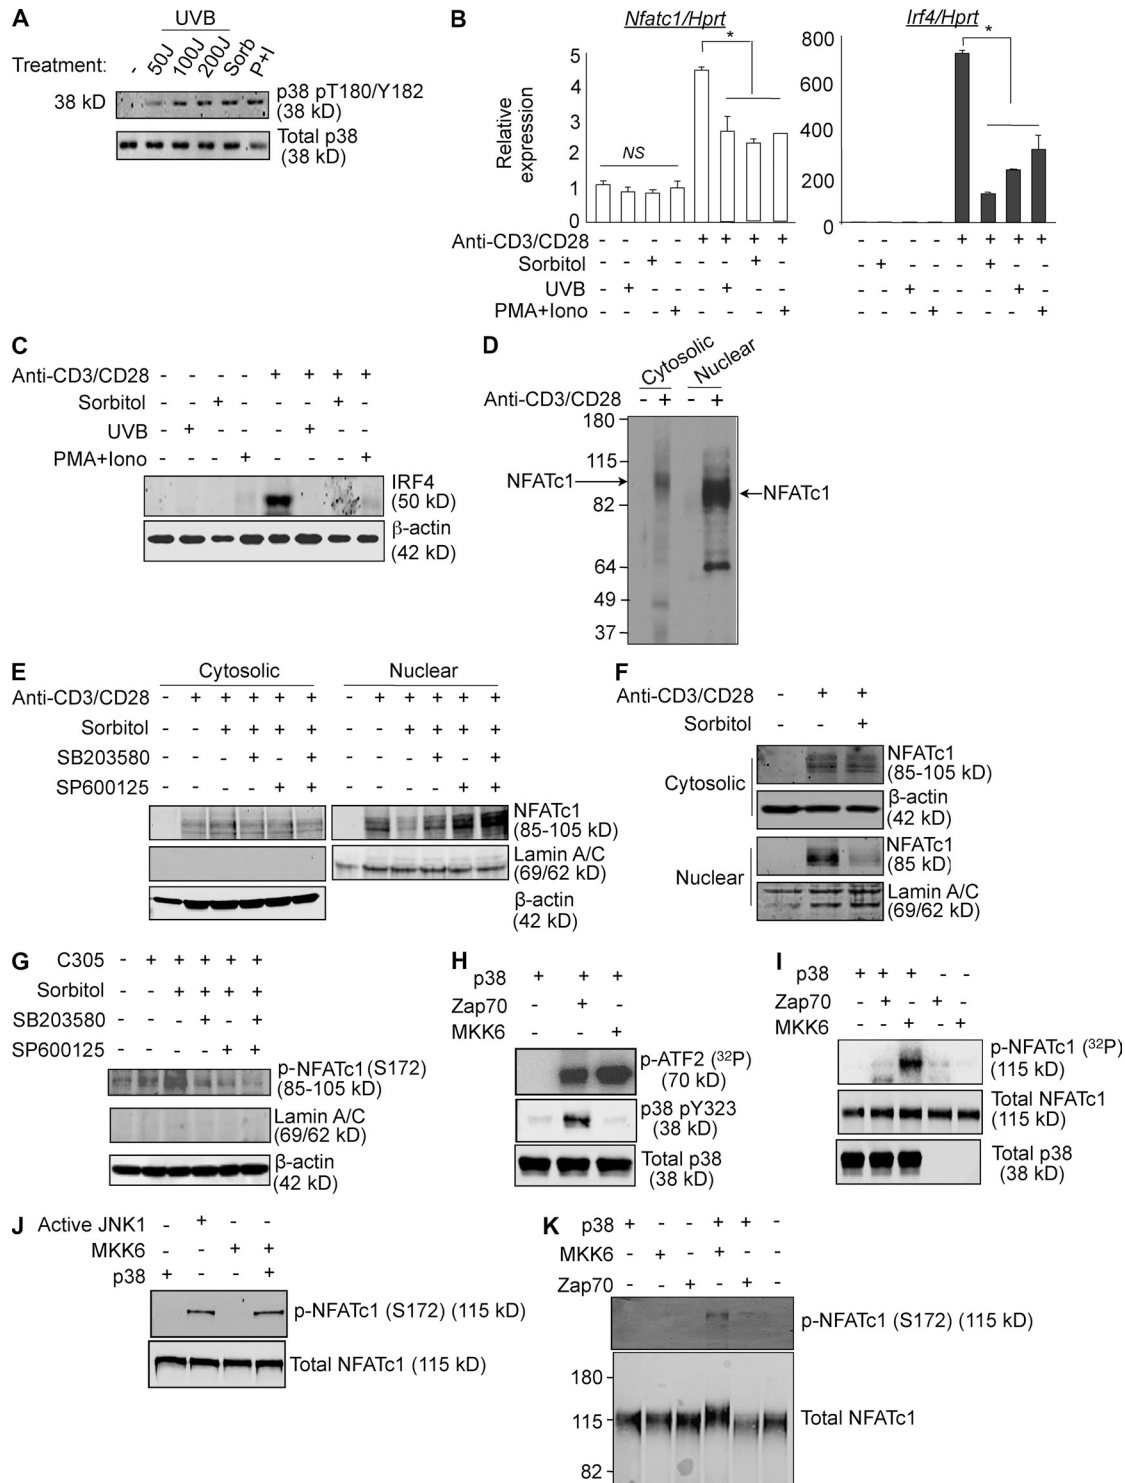 A
UVB
Treatment: - 50J 100J 200J Sorb P+I
38 kD
p38 pT180/Y182
(38 kD)
Total p38
(38 kD)
B
Nfatc1/Hprt
Irf4/Hprt
Relative
expression
5
4
3
2
1
0
NS
*
800
600
400
200
0
*
Anti-CD3/CD28 - - - - + + + + - - - - + + + +
Sorbitol - - + - - - + - - + - - - + - -
UVB - + - - - + - - - - + - - - + -
PMA+Iono - - - + - - - + - - - + - - - +
C
Anti-CD3/CD28 - - - - + + + +
Sorbitol - - + - - - + -
UVB - + - - - + - -
PMA+Iono - - - + - - - +
IRF4
(50 kD)
β-actin
(42 kD)
D
Cytosolic Nuclear
Anti-CD3/CD28 - + - +
180
115
82
64
49
37
NFATc1
NFATc1
E
Cytosolic Nuclear
Anti-CD3/CD28 - + + + + + - + + + + +
Sorbitol - - + + + + - - + + + +
SB203580 - - - + - + - - - + - +
SP600125 - - - - + + - - - - + +
NFATc1
(85-105 kD)
Lamin A/C
(69/62 kD)
β-actin
(42 kD)
F
Anti-CD3/CD28 - + +
Sorbitol - - +
Cytosolic
NFATc1
(85-105 kD)
β-actin
(42 kD)
Nuclear
NFATc1
(85 kD)
Lamin A/C
(69/62 kD)
G
C305 - + + + + +
Sorbitol - - + + + +
SB203580 - - - + - +
SP600125 - - - - + +
p-NFATc1(S172)
(85-105 kD)
Lamin A/C
(69/62 kD)
β-actin
(42 kD)
H
p38 + + +
Zap70 - + -
MKK6 - - +
p-ATF2 (³²P)
(70 kD)
p38 pY323
(38 kD)
Total p38
(38 kD)
I
p38 + + + - -
Zap70 - + - + -
MKK6 - - + - +
p-NFATc1 (³²P)
(115 kD)
Total NFATc1
(115 kD)
Total p38
(38 kD)
J
Active JNK1 - + - -
MKK6 - - + +
p38 + - - +
p-NFATc1 (S172) (115 kD)
Total NFATc1 (115 kD)
K
p38 + - - + + -
MKK6 - + - + - -
Zap70 - - + - + -
p-NFATc1 (S172) (115 kD)
180
115
82
Total NFATc1